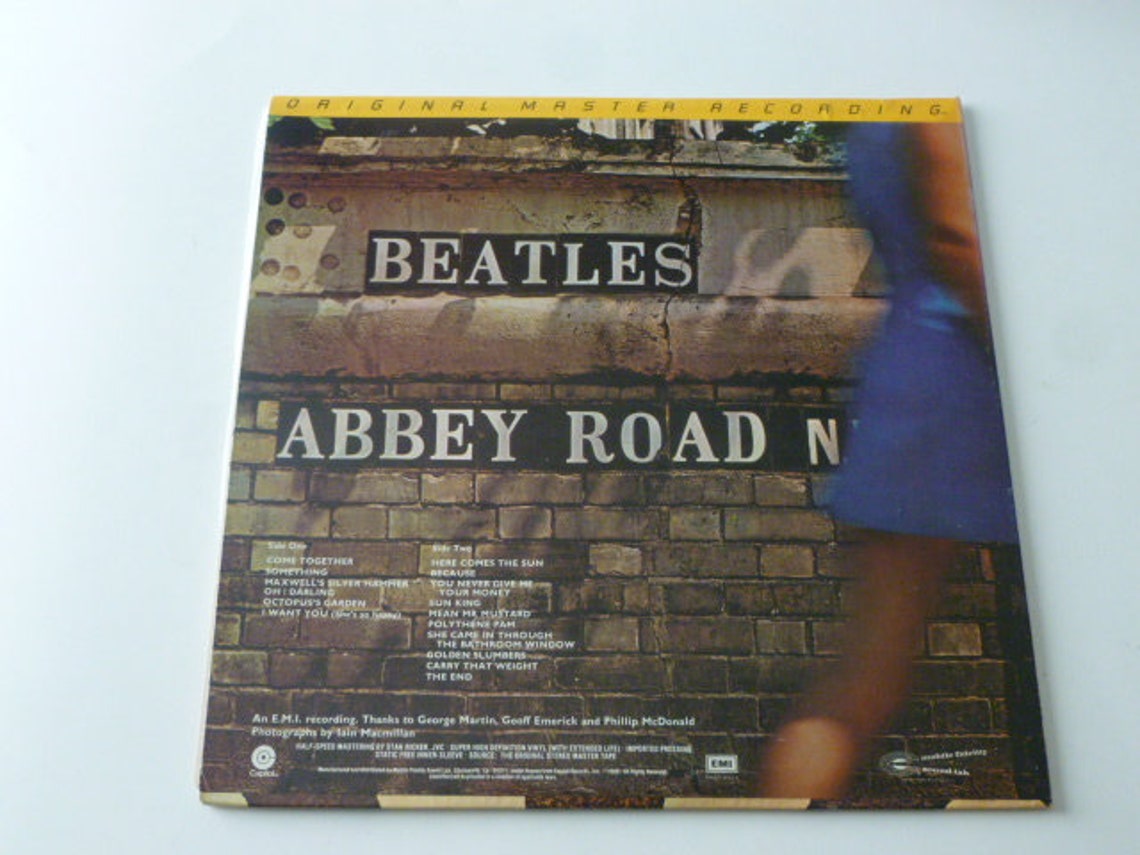 ORIGINAL MASTER RECORDING
BEATLES
ABBEY ROAD N
Side One
COME TOGETHER
SOMETHING
MAXWELL'S SILVER HAMMER
OH! DARLING
OCTOPUS'S GARDEN
I WANT YOU (She's so heavy)
Side Two
HERE COMES THE SUN
BECAUSE
YOU NEVER GIVE ME
YOUR MONEY
SUN KING
MEAN MR MUSTARD
POLYTHENE PAM
SHE CAME IN THROUGH
THE BATHROOM WINDOW
GOLDEN SLUMBERS
CARRY THAT WEIGHT
THE END
An E.M.I. recording. Thanks to George Martin, Geoff Emerick and Phillip McDonald
Photographs by Iain Macmillan
HALF-SPEED MASTERING BY STAN RICKER, JVC SUPER HIGH DEFINITION VINYL (WITH EXTENDED LIFE) · IMPORTED PRESSING
STATIC FREE INNER-SLEEVE · SOURCE: THE ORIGINAL STEREO MASTER TAPE
Capitol
EMI